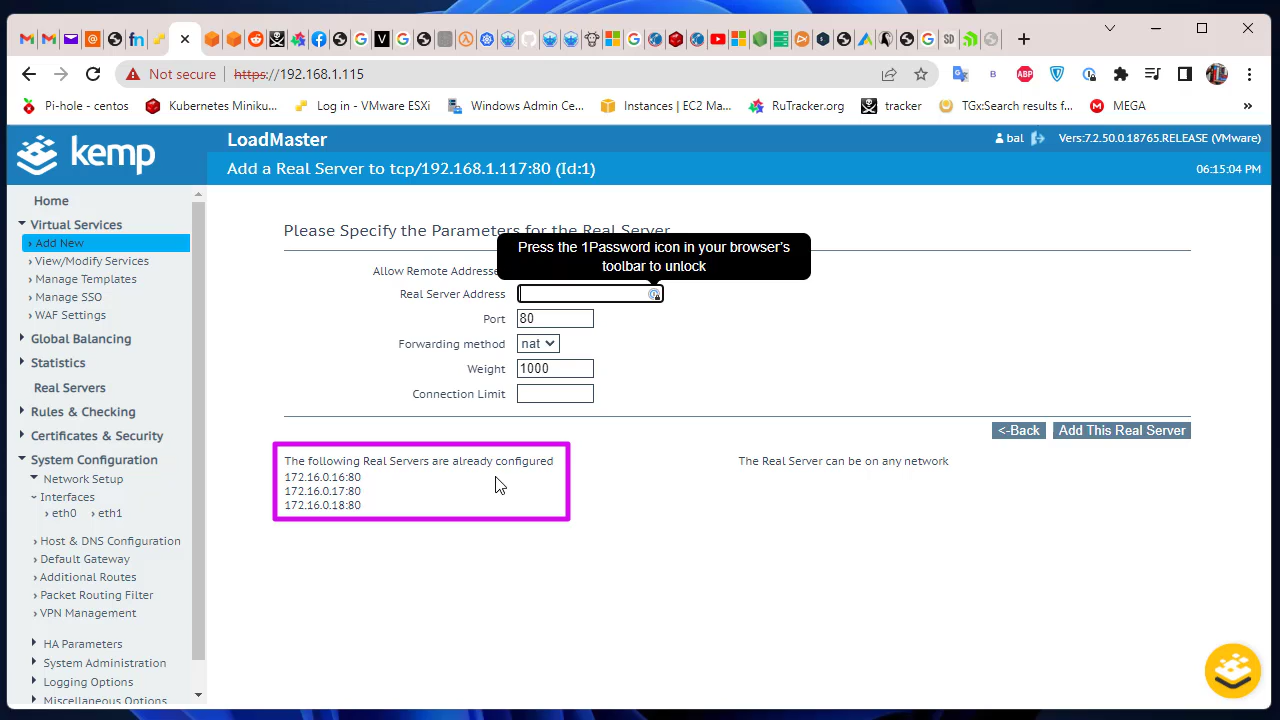 Not secure
https://192.168.1.115
Pi-hole - centos
Kubernetes Miniku...
Log in - VMware ESXi
Windows Admin Ce...
Instances | EC2 Ma...
RuTracker.org
tracker
TGx:Search results f...
MEGA
»
kemp
LoadMaster
bal
Vers:7.2.50.0.18765.RELEASE (VMware)
Add a Real Server to tcp/192.168.1.117:80 (Id:1)
06:15:04 PM
Home
Virtual Services
Add New
View/Modify Services
Manage Templates
Manage SSO
WAF Settings
Global Balancing
Statistics
Real Servers
Rules & Checking
Certificates & Security
System Configuration
Network Setup
Interfaces
eth0
eth1
Host & DNS Configuration
Default Gateway
Additional Routes
Packet Routing Filter
VPN Management
HA Parameters
System Administration
Logging Options
Miscellaneous Options
Please Specify the Parameters for the Real Server
Press the 1Password icon in your browser's
toolbar to unlock
Allow Remote Addresse
Real Server Address
Port
80
Forwarding method
nat
Weight
1000
Connection Limit
<-Back
Add This Real Server
The following Real Servers are already configured
172.16.0.16:80
172.16.0.17:80
172.16.0.18:80
The Real Server can be on any network